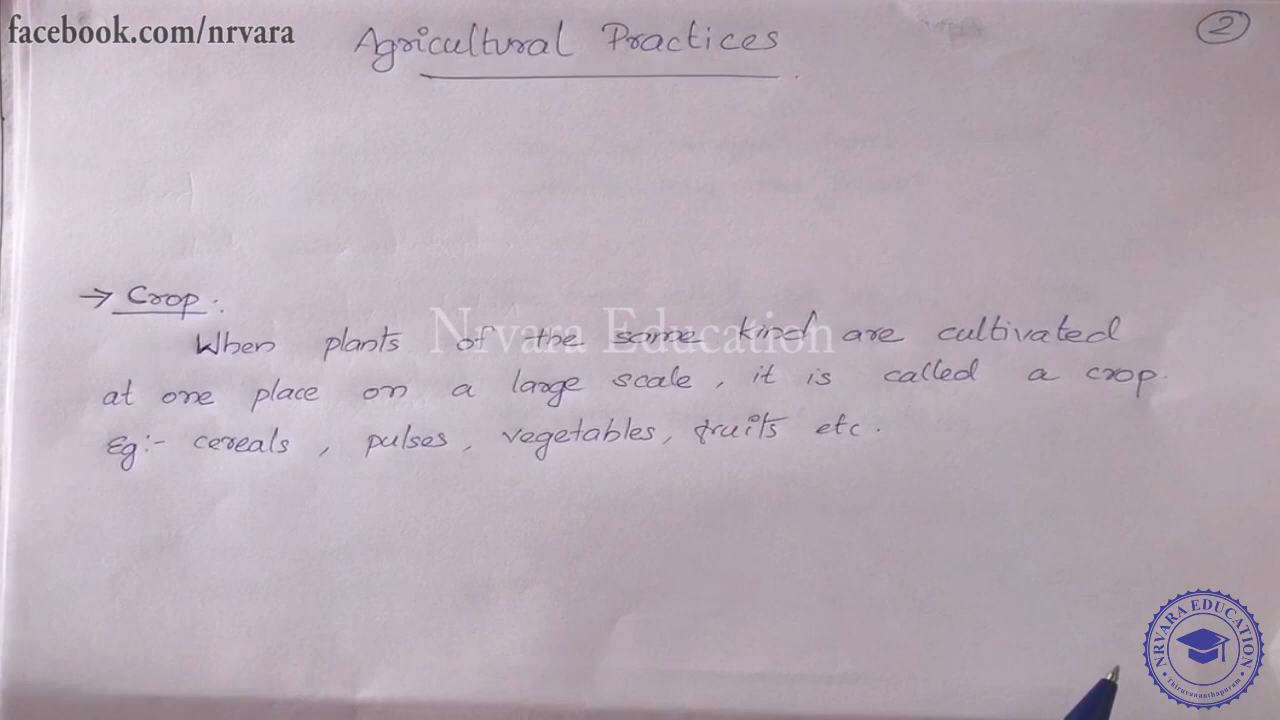 facebook.com/nrvara
Agricultural Practices
2
→ Crop.
Nrvara Education
When plants of the same kind are cultivated
at one place on a large scale, it is called a crop.
Eg:- cereals, pulses, vegetables, fruits etc.
NRVARA EDUCATION
Thiruvananthapuram